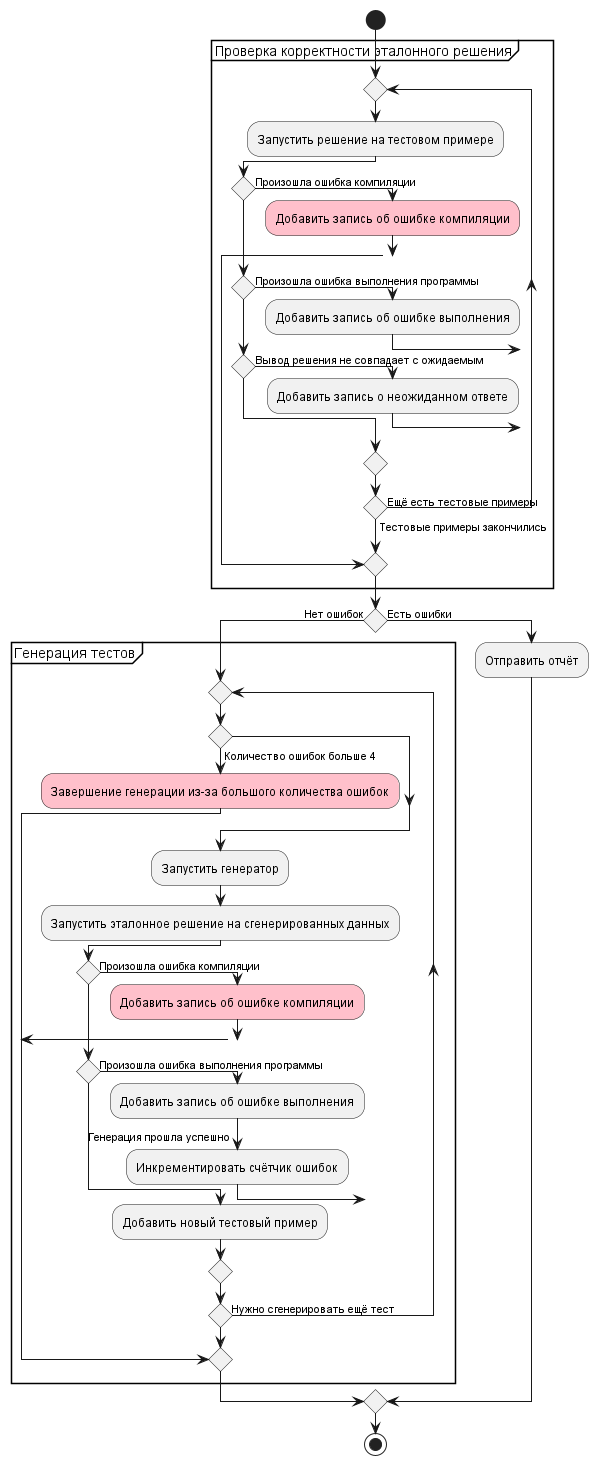 Проверка корректности эталонного решения
Запустить решение на тестовом примере
Произошла ошибка компиляции
Добавить запись об ошибке компиляции
Произошла ошибка выполнения программы
Добавить запись об ошибке выполнения
Вывод решения не совпадает с ожидаемым
Добавить запись о неожиданном ответе
Ещё есть тестовые примеры
Тестовые примеры закончились
Нет ошибок
Есть ошибки
Генерация тестов
Отправить отчёт
Количество ошибок больше 4
Завершение генерации из-за большого количества ошибок
Запустить генератор
Запустить эталонное решение на сгенерированных данных
Произошла ошибка компиляции
Добавить запись об ошибке компиляции
Произошла ошибка выполнения программы
Добавить запись об ошибке выполнения
Генерация прошла успешно
Инкрементировать счётчик ошибок
Добавить новый тестовый пример
Нужно сгенерировать ещё тест